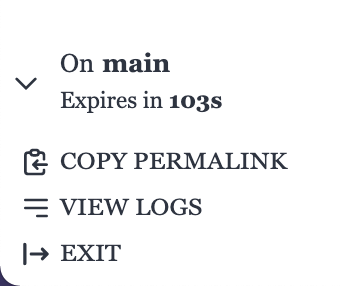 On main
Expires in 103s
COPY PERMALINK
VIEW LOGS
EXIT